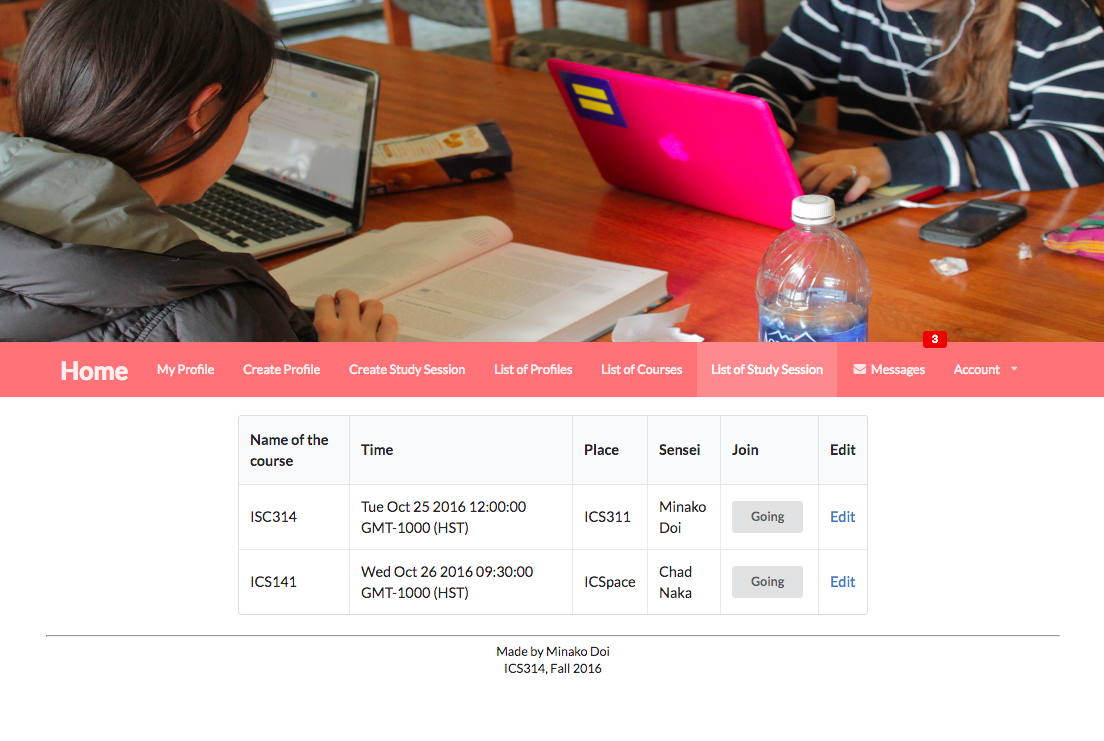 3
Home My Profile Create Profile Create Study Session List of Profiles List of Courses List of Study Session Messages Account
Name of the course Time Place Sensei Join Edit
ISC314 Tue Oct 25 2016 12:00:00 GMT-1000 (HST) ICS311 Minako Doi Going Edit
ICS141 Wed Oct 26 2016 09:30:00 GMT-1000 (HST) ICSpace Chad Naka Going Edit
Made by Minako Doi
ICS314, Fall 2016